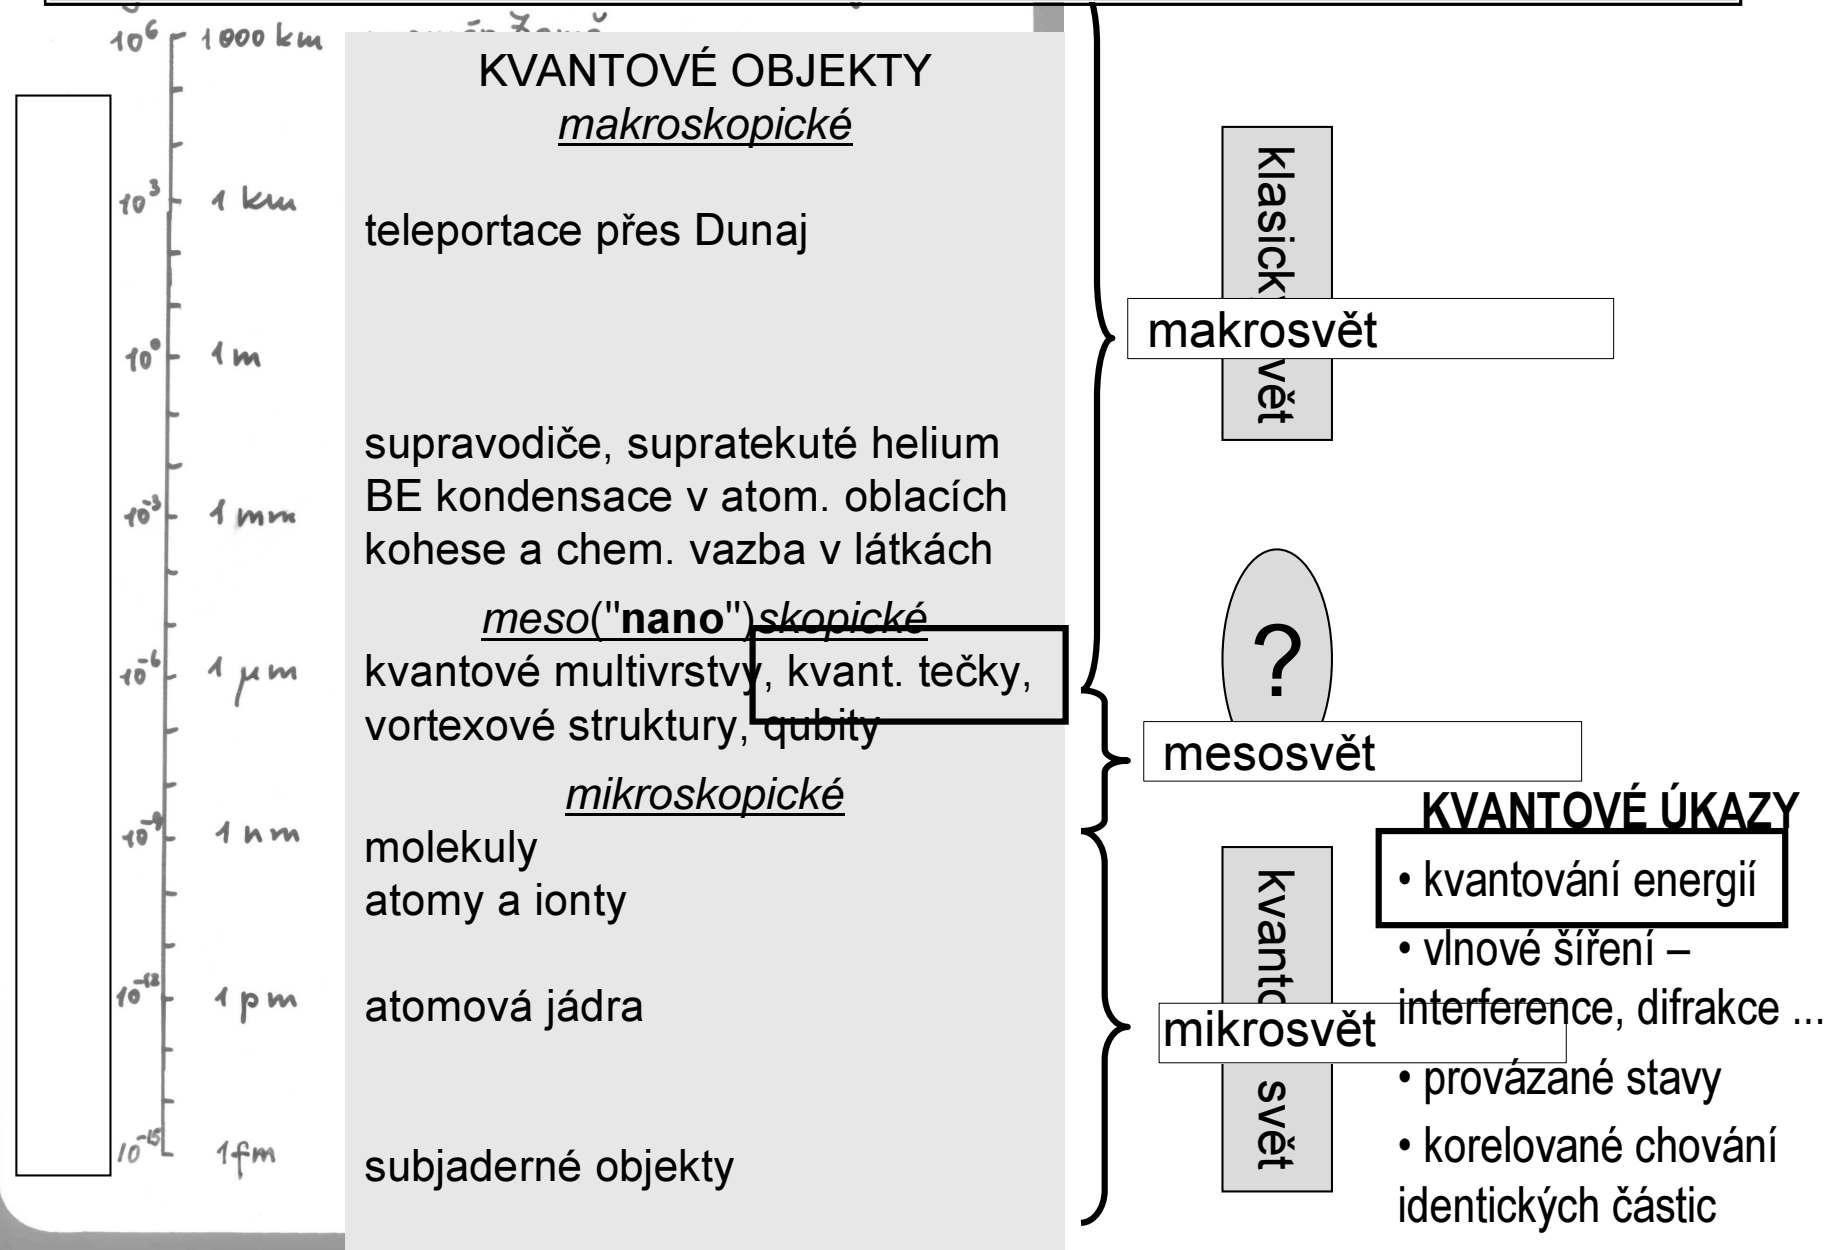 10⁶ 1000 km
KVANTOVÉ OBJEKTY
makroskopické
10³ 1 km
teleportace přes Dunaj
10⁰ 1 m
supravodiče, supratekuté helium
BE kondensace v atom. oblacích
10⁻³ 1 mm
kohese a chem. vazba v látkách
meso("nano")skopické
10⁻⁶ 1 μm
kvantové multivrstvy, kvant. tečky,
vortexové struktury, qubity
mikroskopické
10⁻⁹ 1 nm
molekuly
atomy a ionty
10⁻¹² 1 pm
atomová jádra
10⁻¹⁵ 1 fm
subjaderné objekty
makrosvět
?
mesosvět
mikrosvět
svět
KVANTOVÉ ÚKAZY
• kvantování energií
• vlnové šíření –
interference, difrakce ...
• provázané stavy
• korelované chování
identických částic